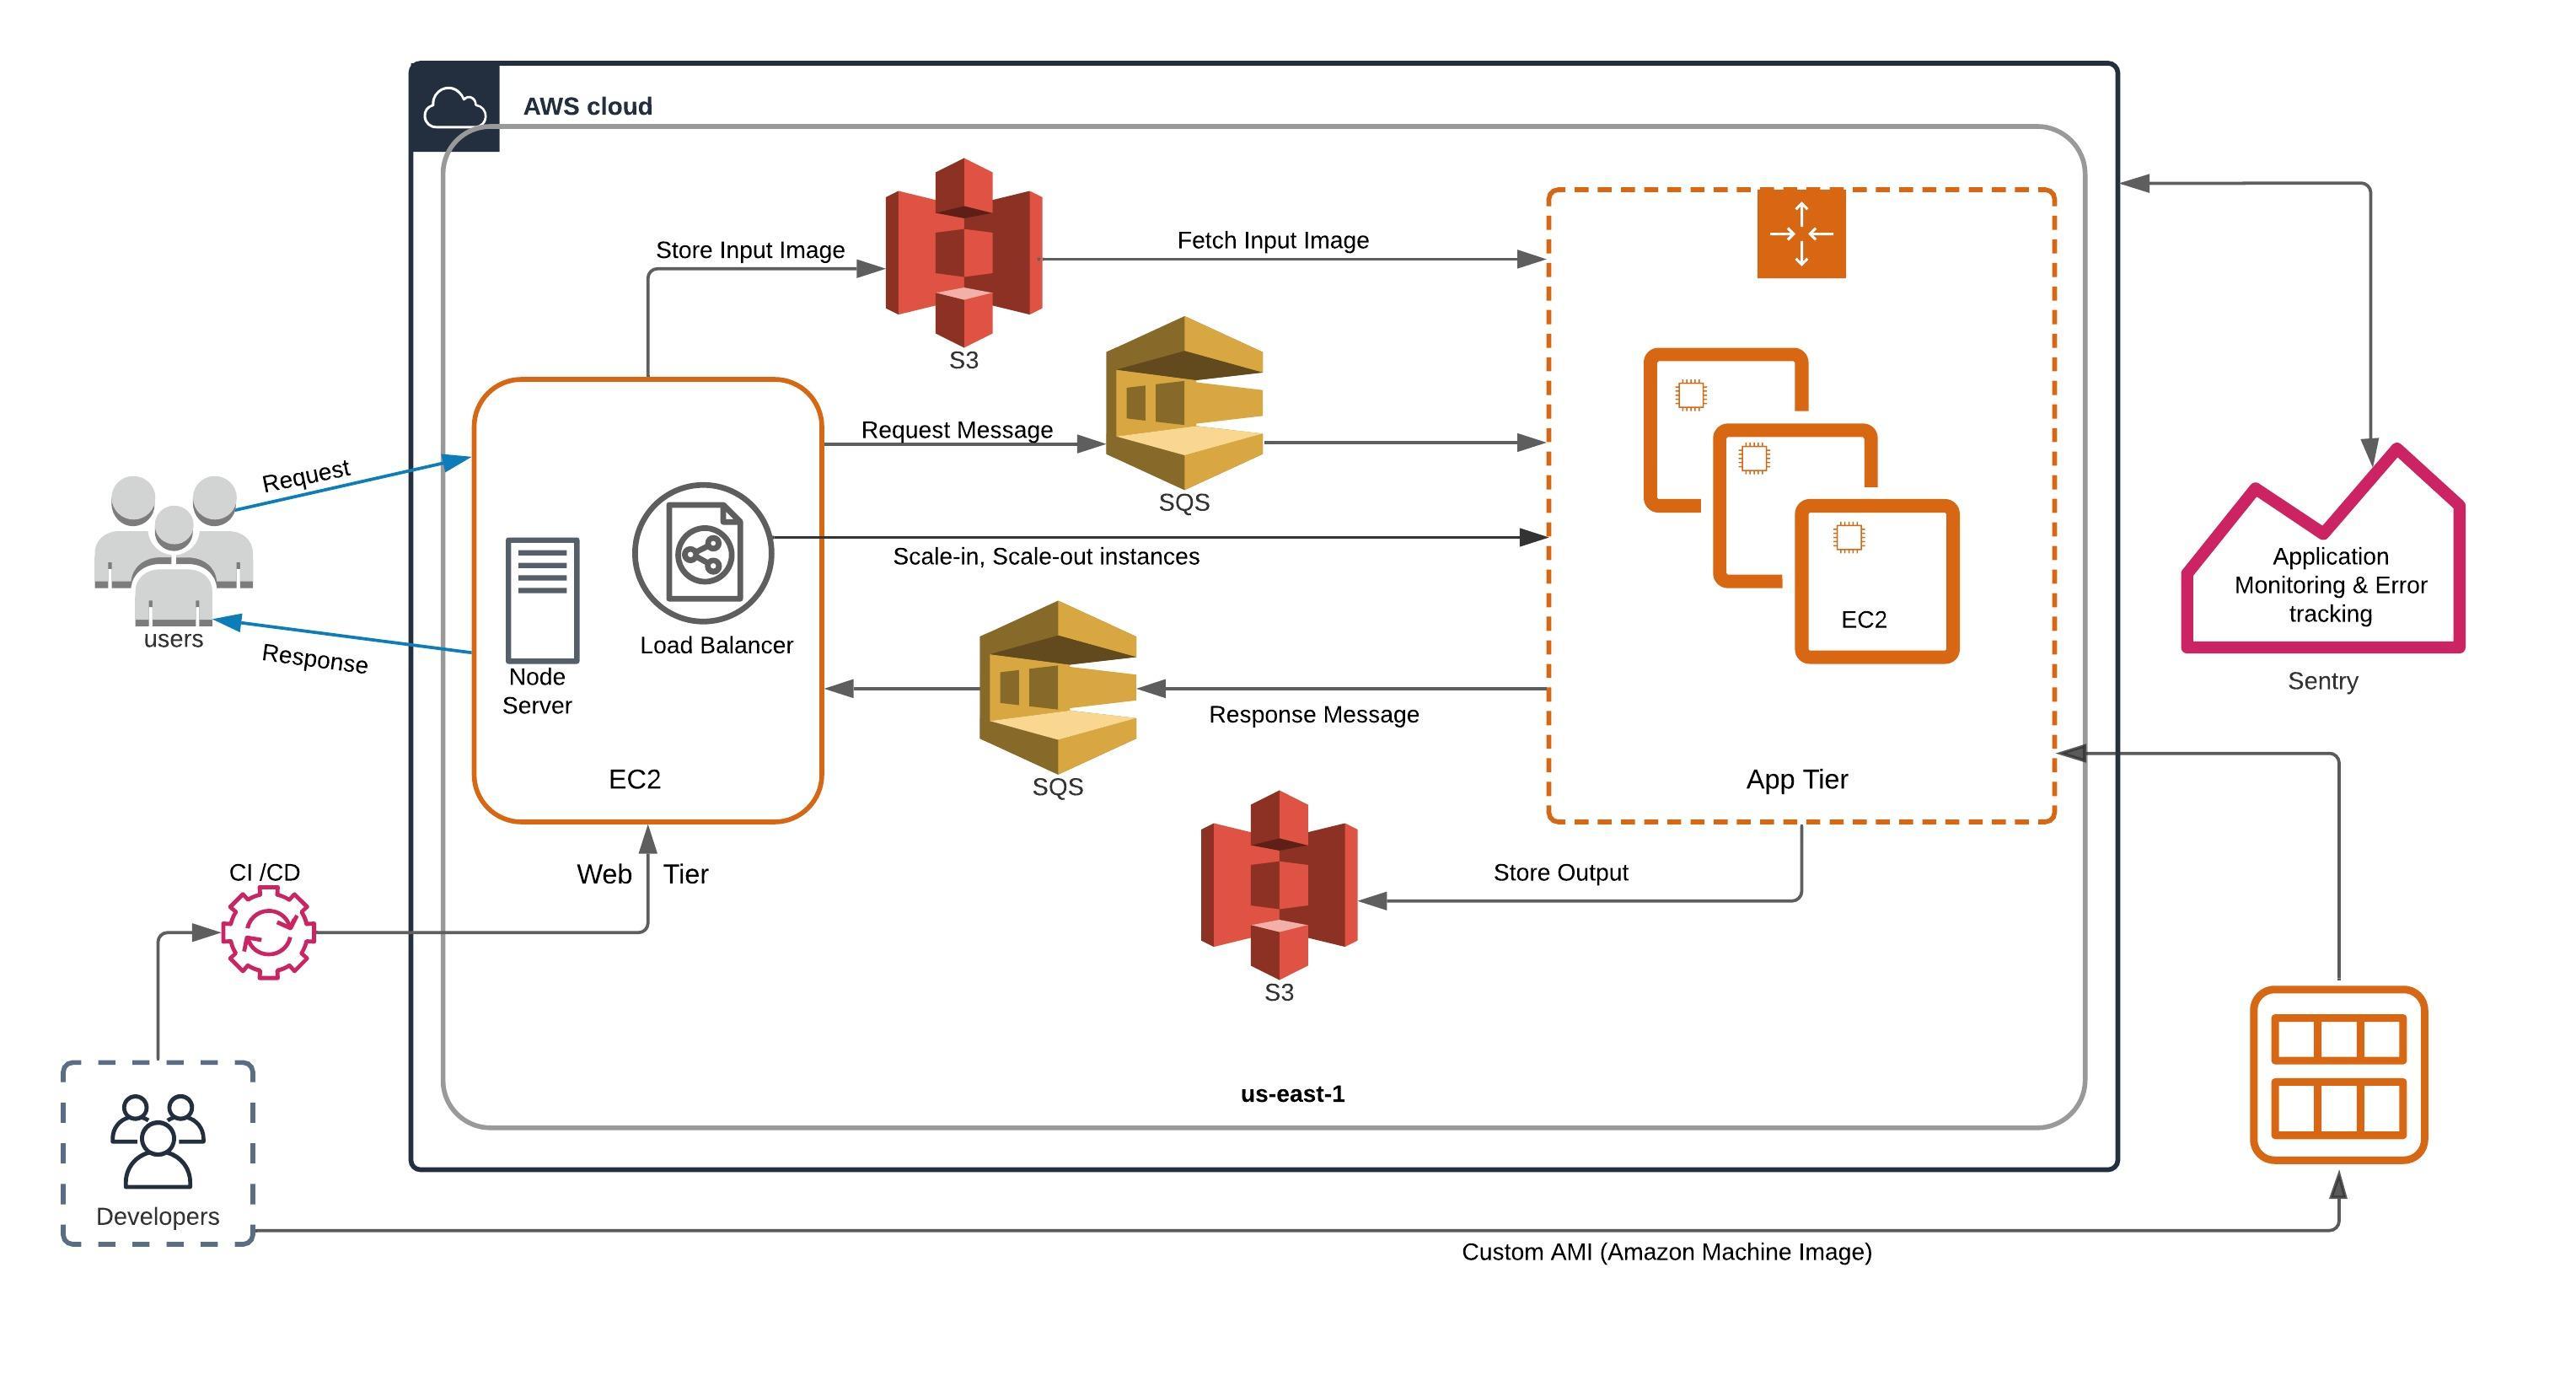 AWS cloud
Store Input Image
Fetch Input Image
S3
Request Message
SQS
Request
users
Response
Scale-in, Scale-out instances
Load Balancer
Node
Server
EC2
EC2
Application
Monitoring & Error
tracking
Sentry
Response Message
SQS
App Tier
Web Tier
CI /CD
Store Output
S3
us-east-1
Developers
Custom AMI (Amazon Machine Image)